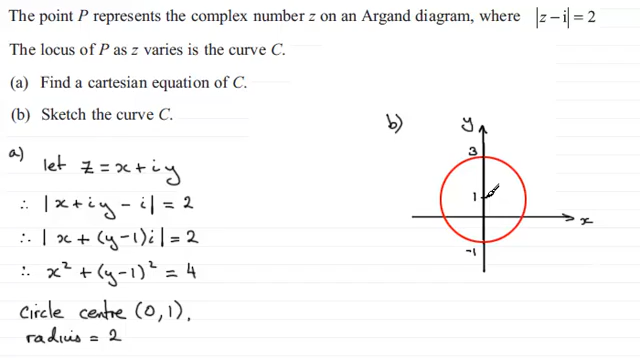 The point P represents the complex number z on an Argand diagram, where |z − i| = 2
The locus of P as z varies is the curve C.
(a) Find a cartesian equation of C.
(b) Sketch the curve C.
a) let z = x + iy
∴ |x + iy − i| = 2
∴ |x + (y−1)i| = 2
∴ x² + (y−1)² = 4
Circle centre (0,1),
radius = 2
b)
y
3
1
x
-1